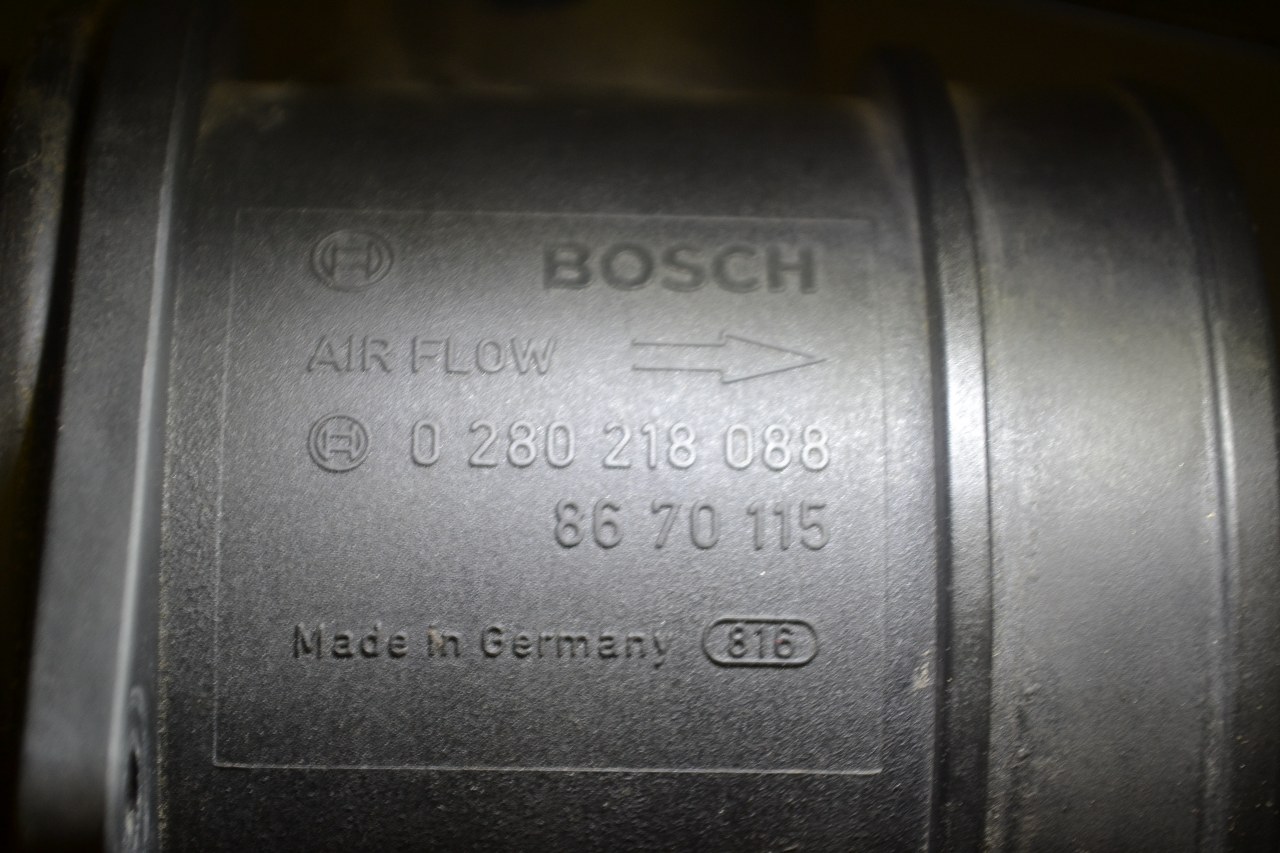 BOSCH
AIR FLOW
0 280 218 088
86 70 115
Made in Germany 816